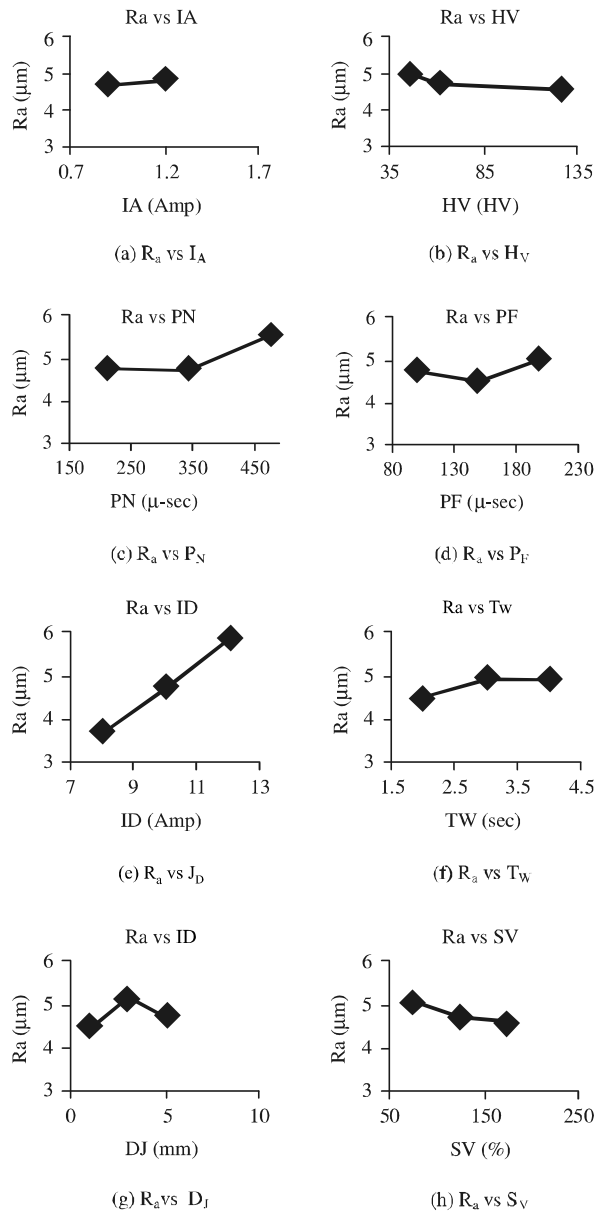 Ra vs IA
6
5
4
3
Ra (μm)
0.7 1.2 1.7
IA (Amp)
(a) Ra vs IA
Ra vs HV
6
5
4
3
Ra (μm)
35 85 135
HV (HV)
(b) Ra vs HV
Ra vs PN
6
5
4
3
Ra (μm)
150 250 350 450
PN (μ-sec)
(c) Ra vs PN
Ra vs PF
6
5
4
3
Ra (μm)
80 130 180 230
PF (μ-sec)
(d) Ra vs PF
Ra vs ID
6
5
4
3
Ra (μm)
7 9 11 13
ID (Amp)
(e) Ra vs JD
Ra vs Tw
6
5
4
3
Ra (μm)
1.5 2.5 3.5 4.5
TW (sec)
(f) Ra vs TW
Ra vs ID
6
5
4
3
Ra (μm)
0 5 10
DJ (mm)
(g) Ra vs DJ
Ra vs SV
6
5
4
3
Ra (μm)
50 150 250
SV (%)
(h) Ra vs SV